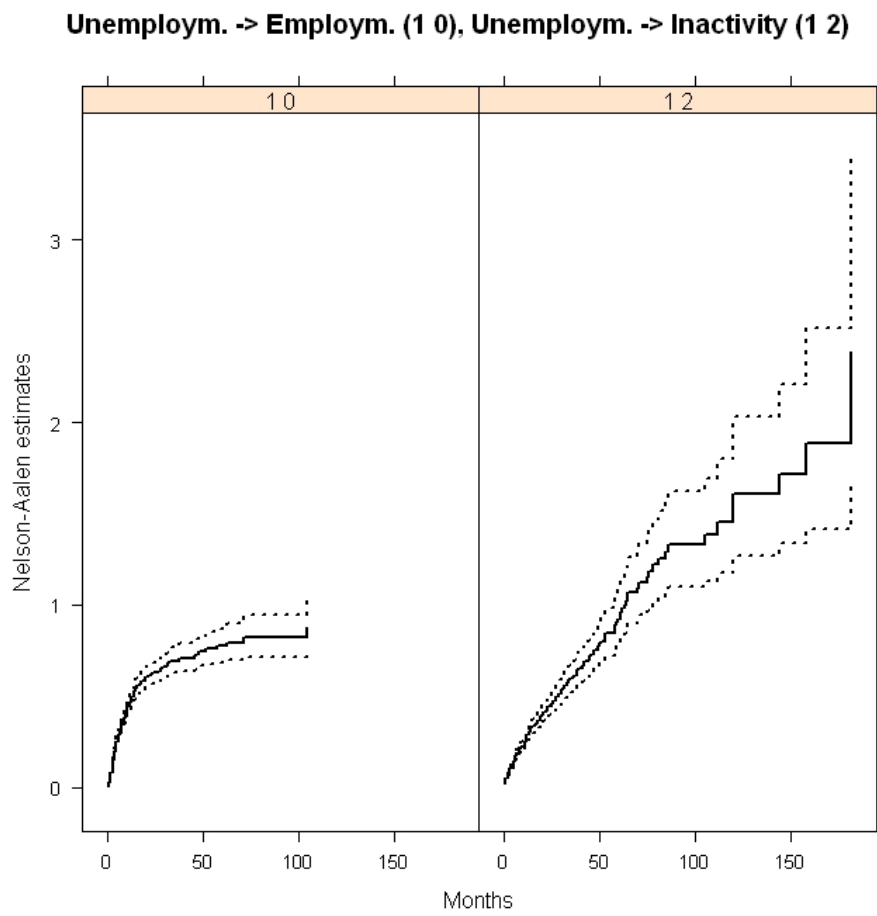 Unemploym. -> Employm. (1 0), Unemploym. -> Inactivity (1 2)
1 0
1 2
3
2
1
0
Nelson-Aalen estimates
0 50 100 150
0 50 100 150
Months